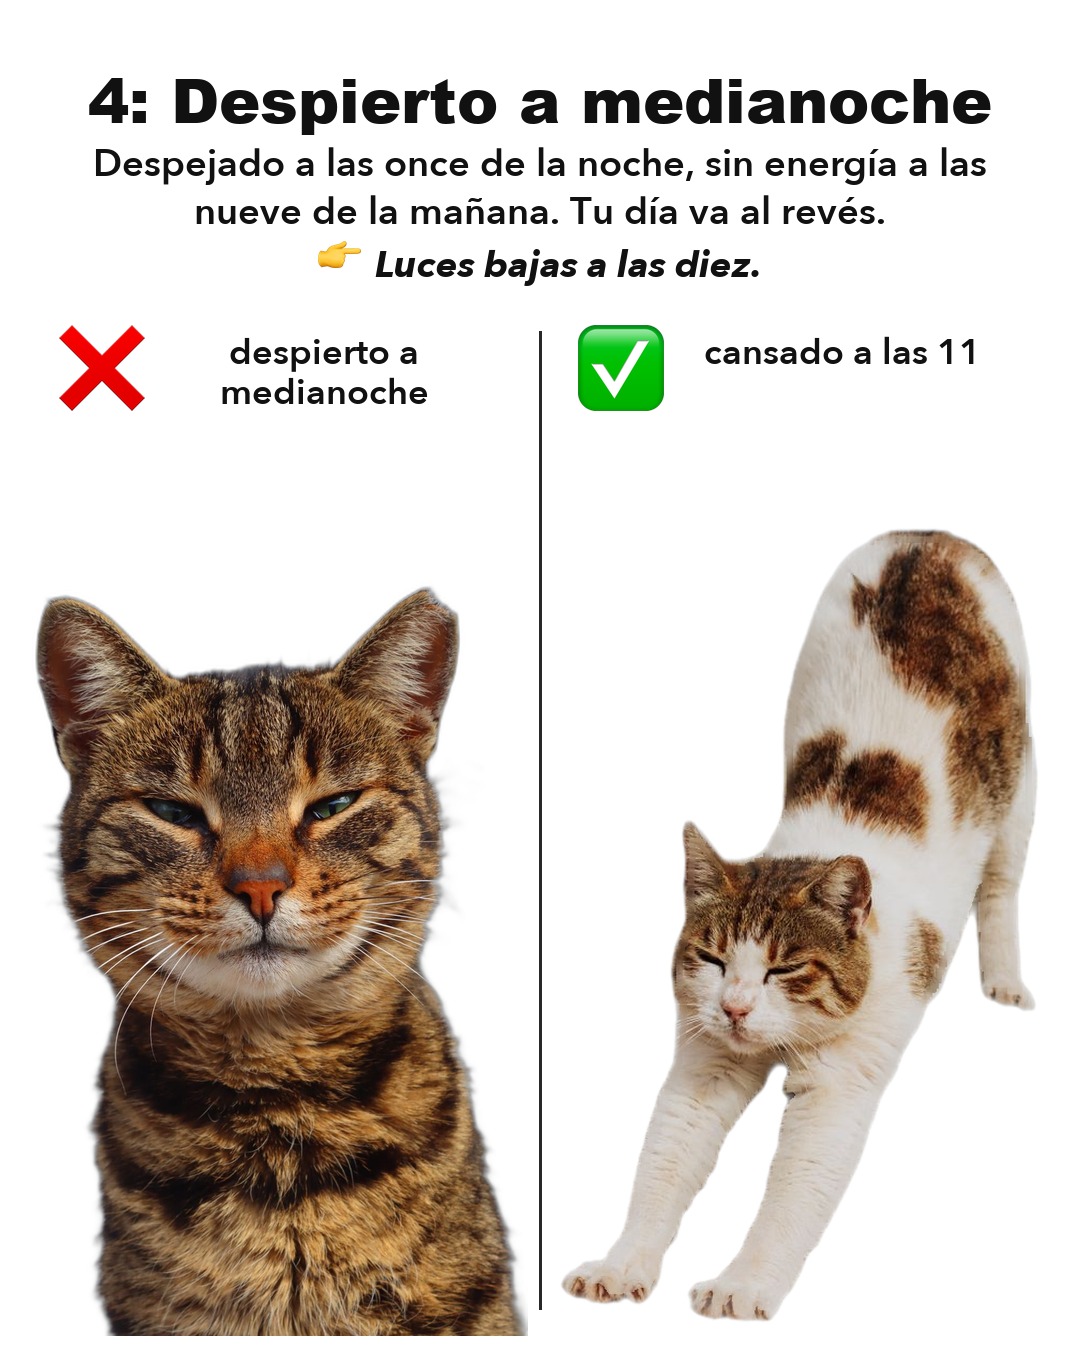 4: Despierto a medianoche
Despejado a las once de la noche, sin energía a las
nueve de la mañana. Tu día va al revés.
👉 Luces bajas a las diez.
❌ despierto a
medianoche
✅ cansado a las 11